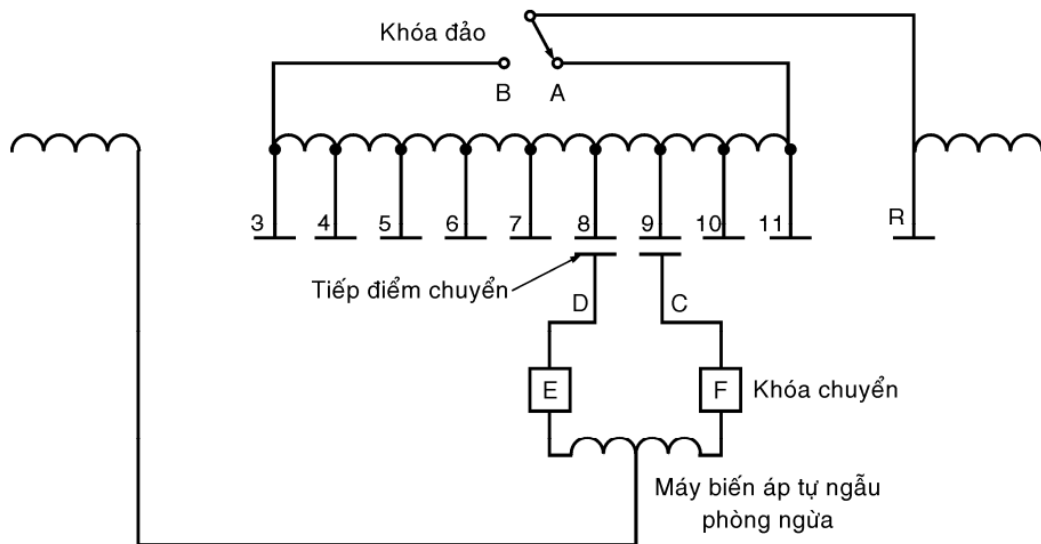 Khóa đảo
B A
3 4 5 6 7 8 9 10 11 R
Tiếp điểm chuyển
D C
E F Khóa chuyển
Máy biến áp tự ngẫu
phòng ngừa